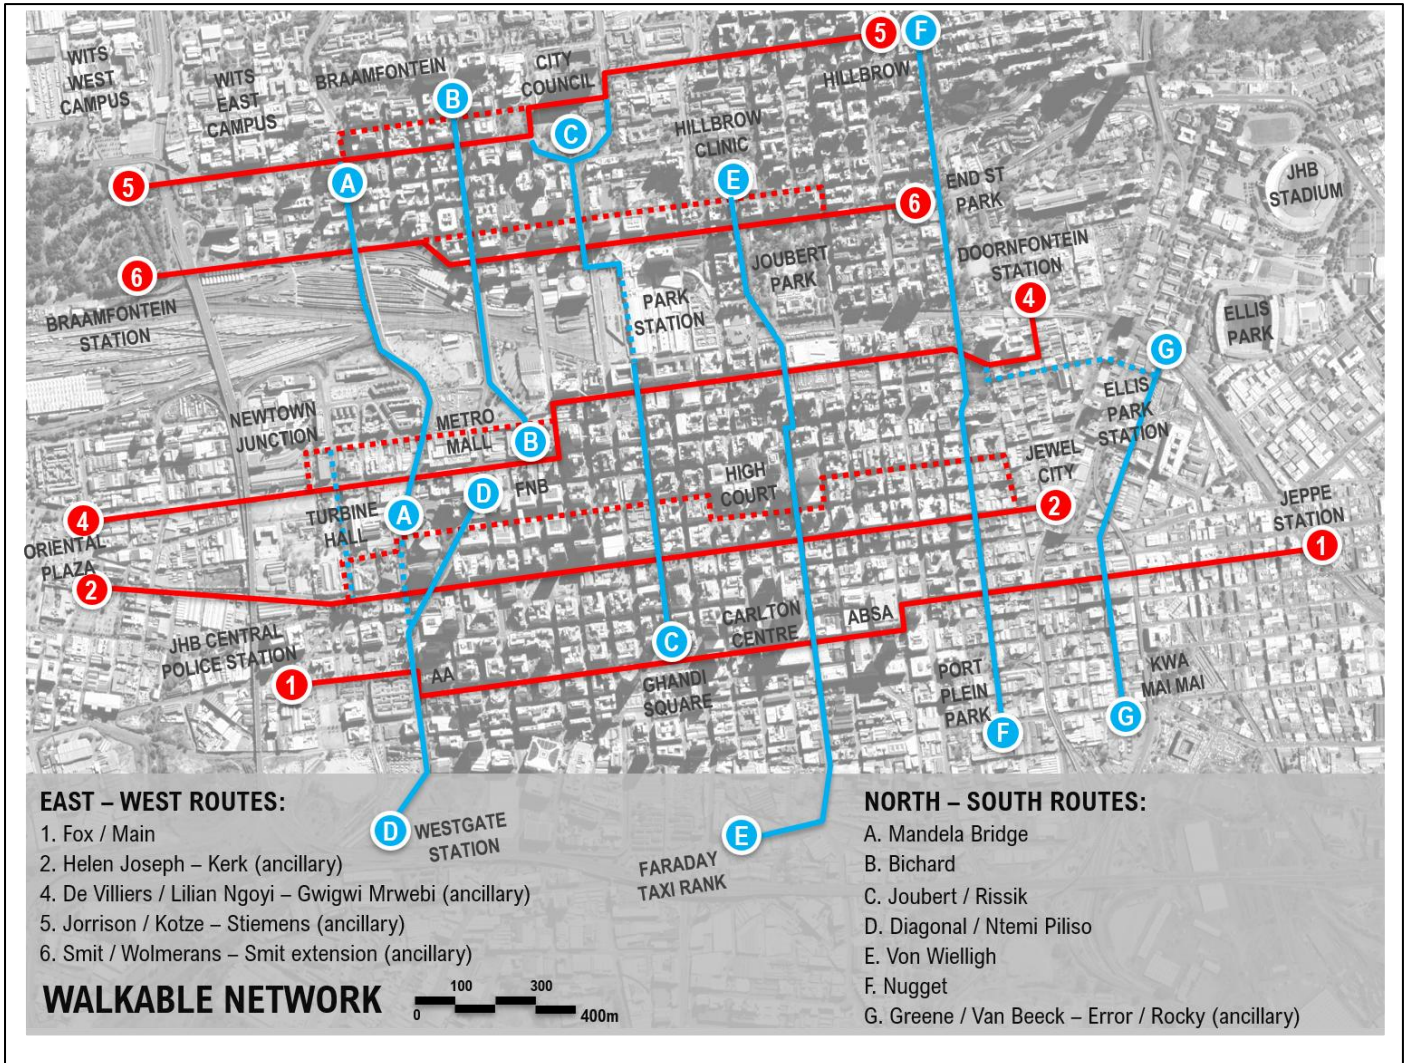 5
F
WITS
WEST
CAMPUS
WITS
EAST
CAMPUS
BRAAMFONTEIN
CITY
COUNCIL
HILLBROW
B
C
HILLBROW
CLINIC
5
A
E
END ST
PARK
JHB
STADIUM
6
DOORNFONTEIN
STATION
6
JOUBERT
PARK
4
BRAAMFONTEIN
STATION
PARK
STATION
ELLIS
PARK
G
NEWTOWN
JUNCTION
METRO
MALL
B
ELLIS
PARK
STATION
HIGH
COURT
JEWEL
CITY
D
FNB
TURBINE
HALL
A
2
JEPPE
STATION
4
ORIENTAL
PLAZA
2
1
JHB CENTRAL
POLICE STATION
CARLTON
CENTRE
ABSA
C
1
AA
GHANDI
SQUARE
PORT
PLEIN
PARK
KWA
MAI MAI
F
G
EAST – WEST ROUTES:
1. Fox / Main
2. Helen Joseph – Kerk (ancillary)
4. De Villiers / Lilian Ngoyi – Gwigwi Mrwebi (ancillary)
5. Jorrison / Kotze – Stiemens (ancillary)
6. Smit / Wolmerans – Smit extension (ancillary)
D
WESTGATE
STATION
E
FARADAY
TAXI RANK
NORTH – SOUTH ROUTES:
A. Mandela Bridge
B. Bichard
C. Joubert / Rissik
D. Diagonal / Ntemi Piliso
E. Von Wielligh
F. Nugget
G. Greene / Van Beeck – Error / Rocky (ancillary)
WALKABLE NETWORK
100 300
0 400m